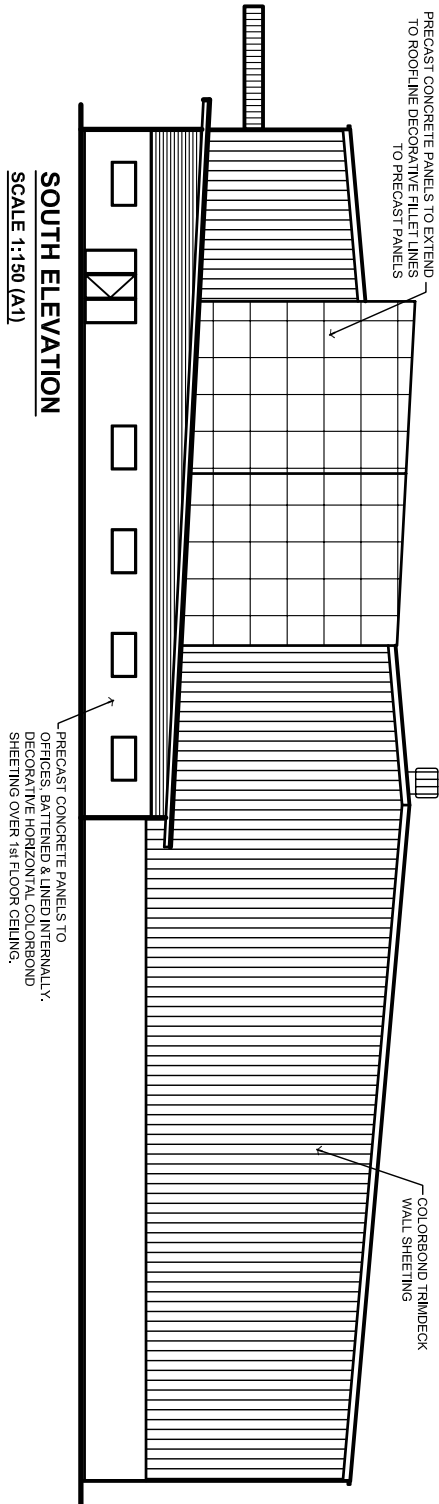 PRECAST CONCRETE PANELS TO EXTEND
TO ROOFLINE DECORATIVE FILLET LINES
TO PRECAST PANELS
COLORBOND TRIMDECK
WALL SHEETING
PRECAST CONCRETE PANELS TO
OFFICES, BATTENED & LINED INTERNALLY.
DECORATIVE HORIZONTAL COLORBOND
SHEETING OVER 1st FLOOR CEILING.
SOUTH ELEVATION
SCALE 1:150 (A1)